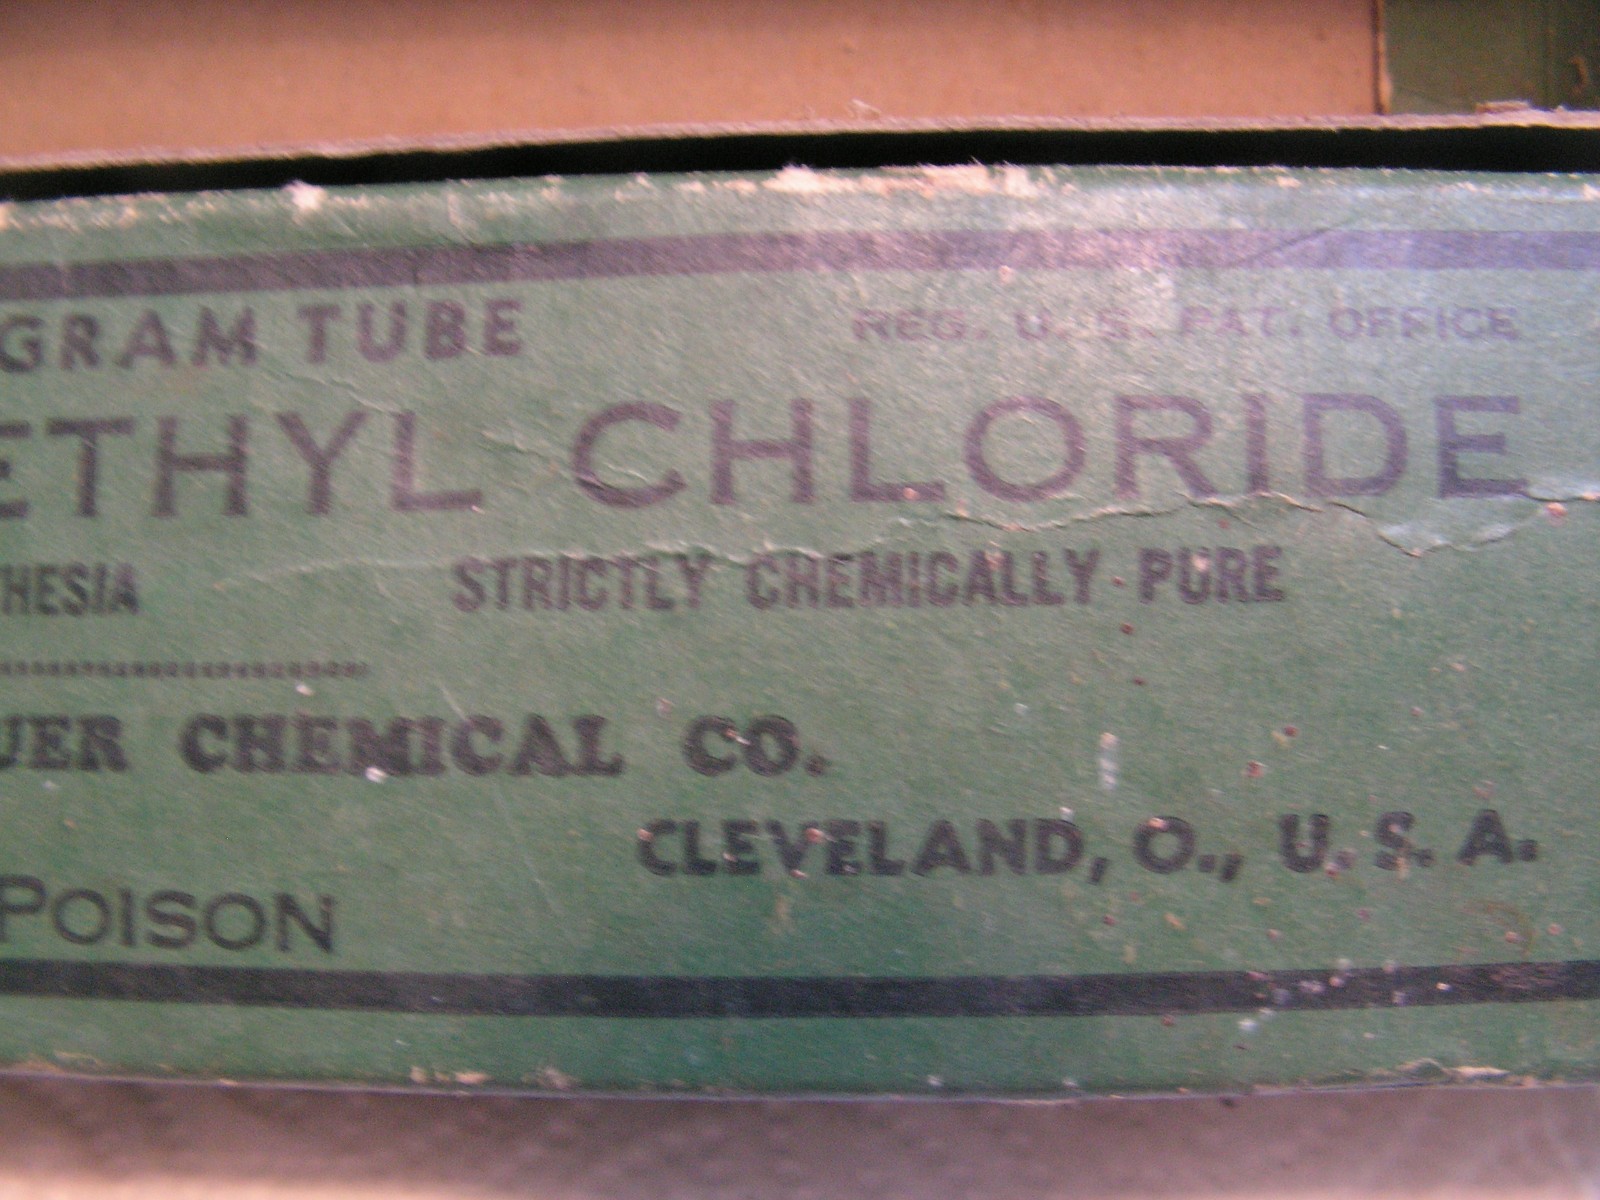 GRAM TUBE REG. U. S. PAT. OFFICE
ETHYL CHLORIDE
HESIA STRICTLY CHEMICALLY PURE
UER CHEMICAL CO.
CLEVELAND, O., U. S. A.
POISON